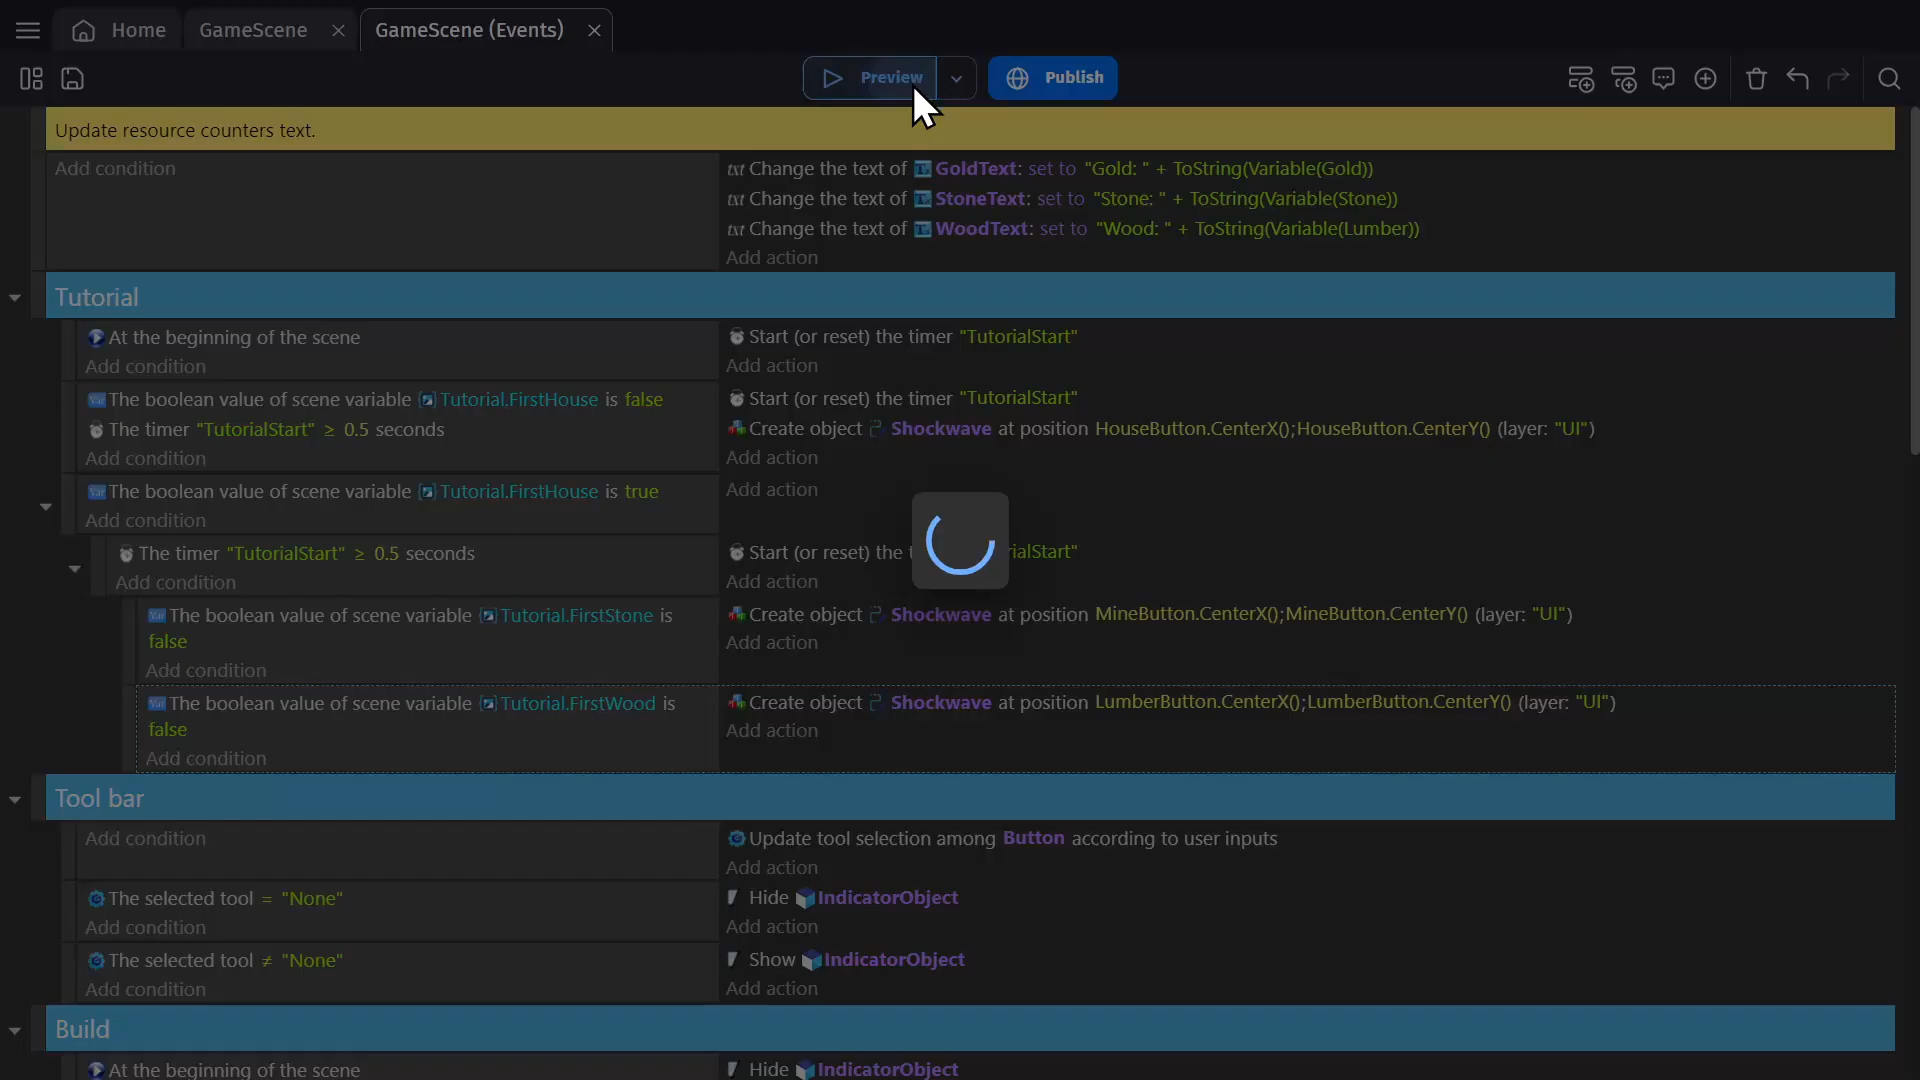 Home
GameScene
GameScene (Events)
Preview
Publish
Update resource counters text.
Add condition
Change the text of GoldText: set to "Gold: " + ToString(Variable(Gold))
Change the text of StoneText: set to "Stone: " + ToString(Variable(Stone))
Change the text of WoodText: set to "Wood: " + ToString(Variable(Lumber))
Add action
Tutorial
At the beginning of the scene
Add condition
Start (or reset) the timer "TutorialStart"
Add action
The boolean value of scene variable Tutorial.FirstHouse is false
The timer "TutorialStart" ≥ 0.5 seconds
Add condition
Start (or reset) the timer "TutorialStart"
Create object Shockwave at position HouseButton.CenterX();HouseButton.CenterY() (layer: "UI")
Add action
The boolean value of scene variable Tutorial.FirstHouse is true
Add condition
Add action
The timer "TutorialStart" ≥ 0.5 seconds
Add condition
Start (or reset) the rialStart"
Add action
The boolean value of scene variable Tutorial.FirstStone is
false
Add condition
Create object Shockwave at position MineButton.CenterX();MineButton.CenterY() (layer: "UI")
Add action
The boolean value of scene variable Tutorial.FirstWood is
false
Add condition
Create object Shockwave at position LumberButton.CenterX();LumberButton.CenterY() (layer: "UI")
Add action
Tool bar
Add condition
Update tool selection among Button according to user inputs
Add action
The selected tool = "None"
Add condition
Hide IndicatorObject
Add action
The selected tool ≠ "None"
Add condition
Show IndicatorObject
Add action
Build
At the beginning of the scene
Hide IndicatorObject